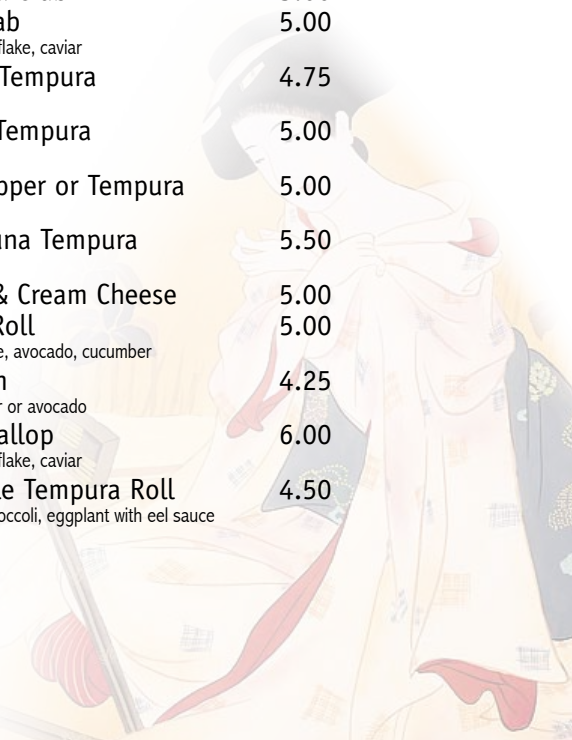 ab 5.00
flake, caviar
Tempura 4.75
Tempura 5.00
pper or Tempura 5.00
una Tempura 5.50
& Cream Cheese 5.00
Roll 5.00
e, avocado, cucumber
n 4.25
r or avocado
allop 6.00
flake, caviar
le Tempura Roll 4.50
occoli, eggplant with eel sauce